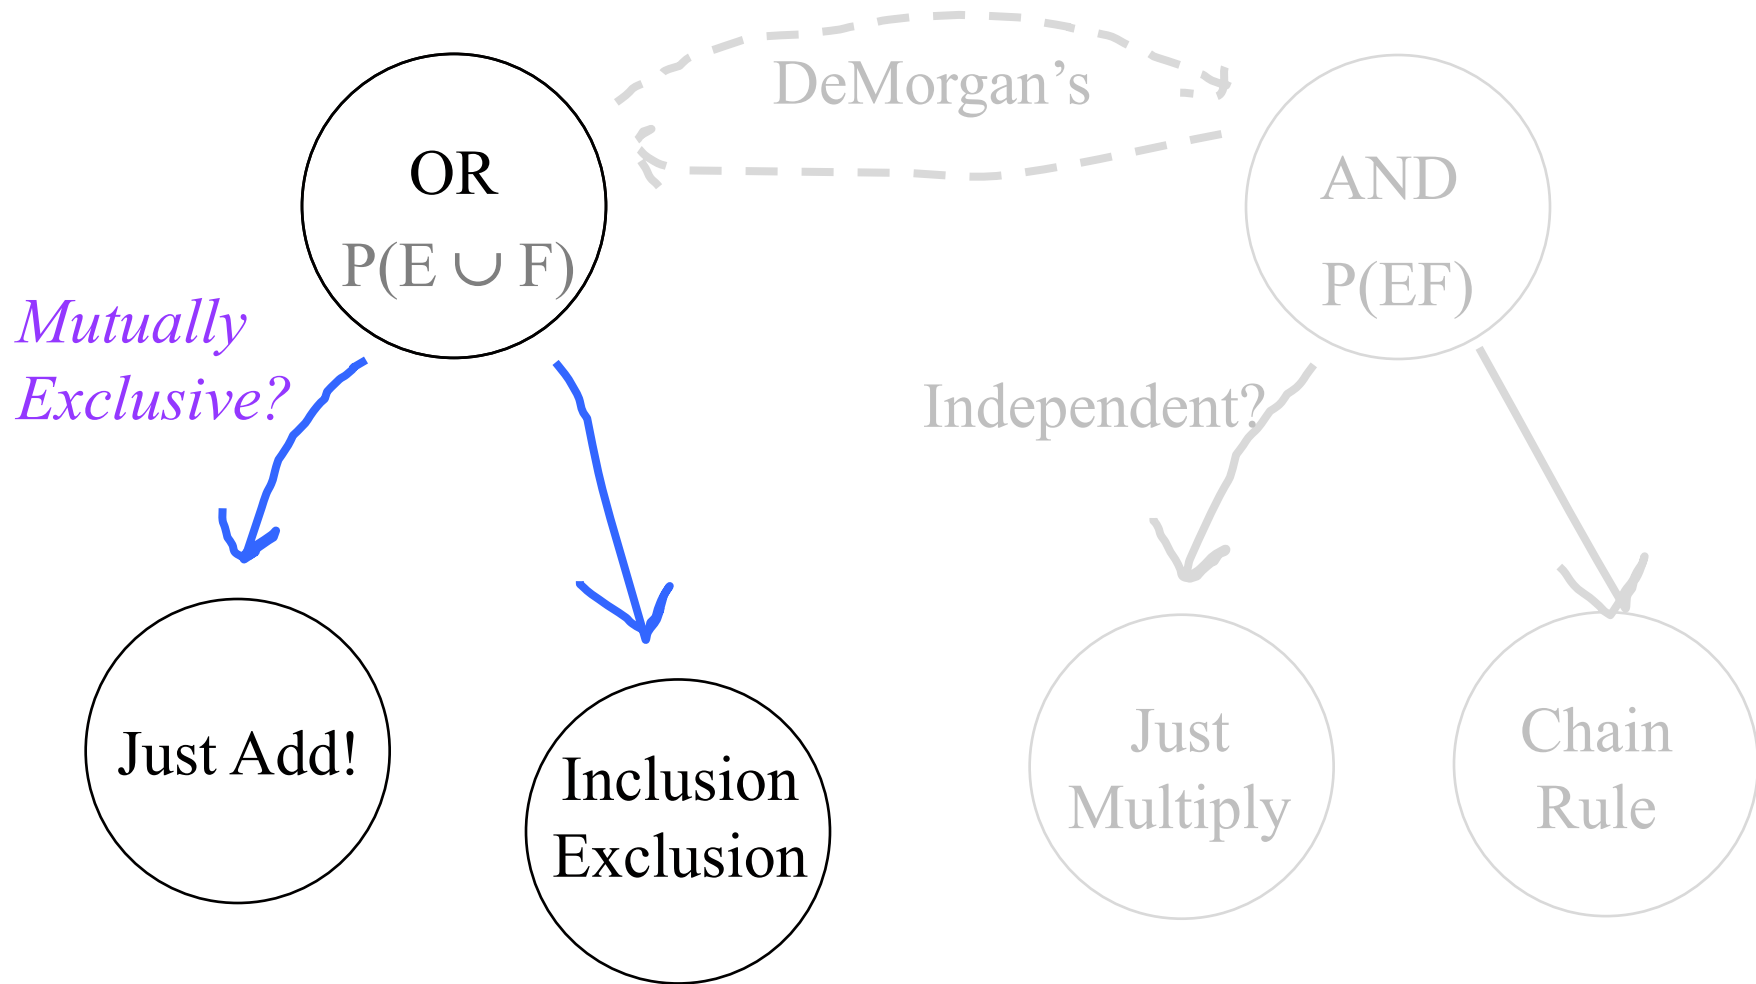 DeMorgan's
OR
P(E ∪ F)
AND
P(EF)
Mutually
Exclusive?
Independent?
Just Add!
Inclusion
Exclusion
Just
Multiply
Chain
Rule